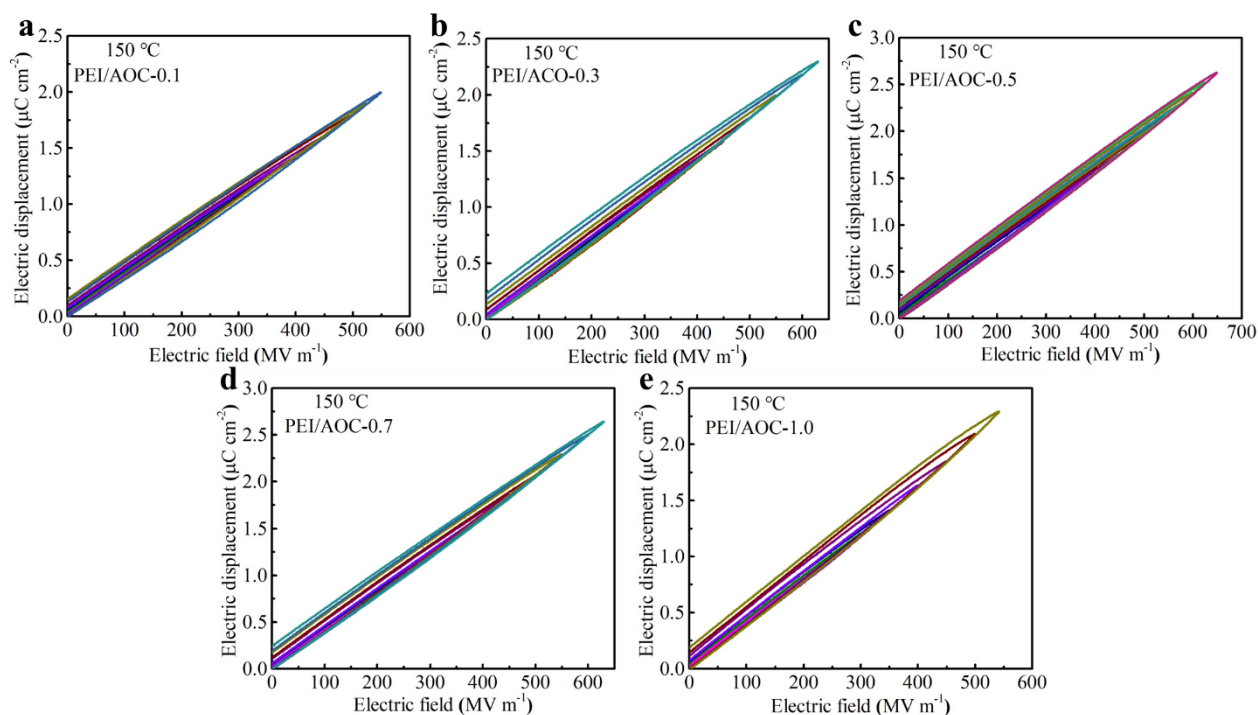 a
2.5
2.0
1.5
1.0
0.5
0.0
Electric displacement (μC cm⁻²)
150 °C
PEI/AOC-0.1
0 100 200 300 400 500 600
Electric field (MV m⁻¹)
b
2.5
2.0
1.5
1.0
0.5
0.0
Electric displacement (μC cm⁻²)
150 °C
PEI/ACO-0.3
0 100 200 300 400 500 600
Electric field (MV m⁻¹)
c
3.0
2.5
2.0
1.5
1.0
0.5
0.0
Electric displacement (μC cm⁻²)
150 °C
PEI/AOC-0.5
0 100 200 300 400 500 600 700
Electric field (MV m⁻¹)
d
3.0
2.5
2.0
1.5
1.0
0.5
0.0
Electric displacement (μC cm⁻²)
150 °C
PEI/AOC-0.7
0 100 200 300 400 500 600
Electric field (MV m⁻¹)
e
2.5
2.0
1.5
1.0
0.5
0.0
Electric displacement (μC cm⁻²)
150 °C
PEI/AOC-1.0
0 100 200 300 400 500 600
Electric field (MV m⁻¹)